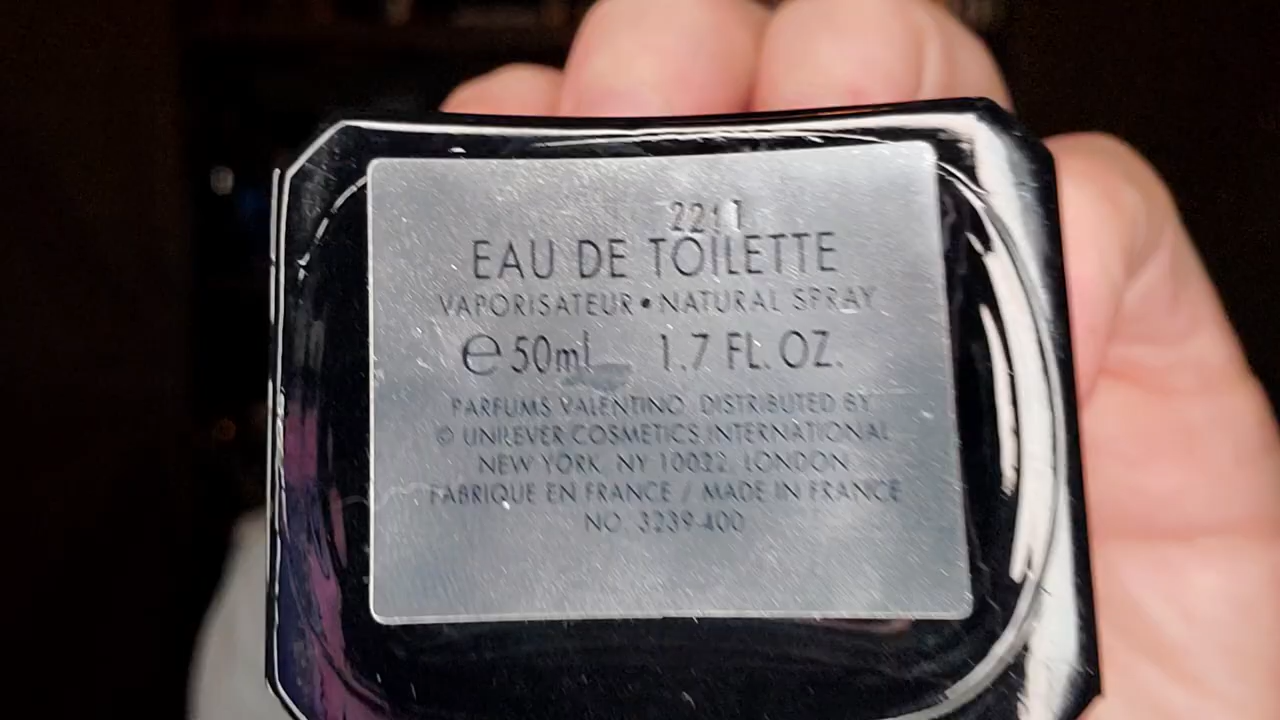 2211
EAU DE TOILETTE
VAPORISATEUR • NATURAL SPRAY
℮ 50ml 1.7 FL. OZ.
PARFUMS VALENTINO. DISTRIBUTED BY
© UNILEVER COSMETICS INTERNATIONAL
NEW YORK, NY 10022. LONDON
FABRIQUE EN FRANCE / MADE IN FRANCE
NO. 3239-400